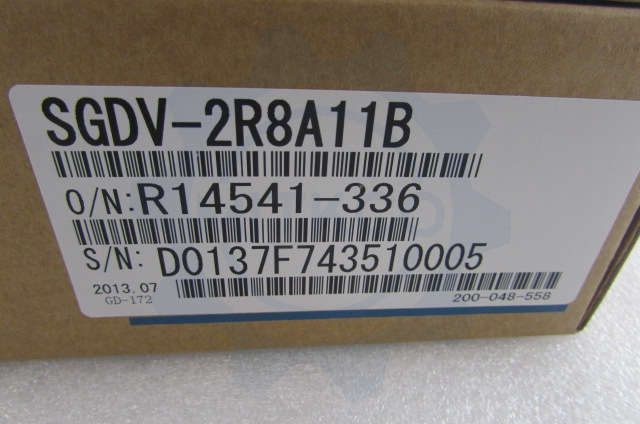 SGDV-2R8A11B
O/N:R14541-336
S/N: D0137F743510005
2013.07
GD-172
200-048-558